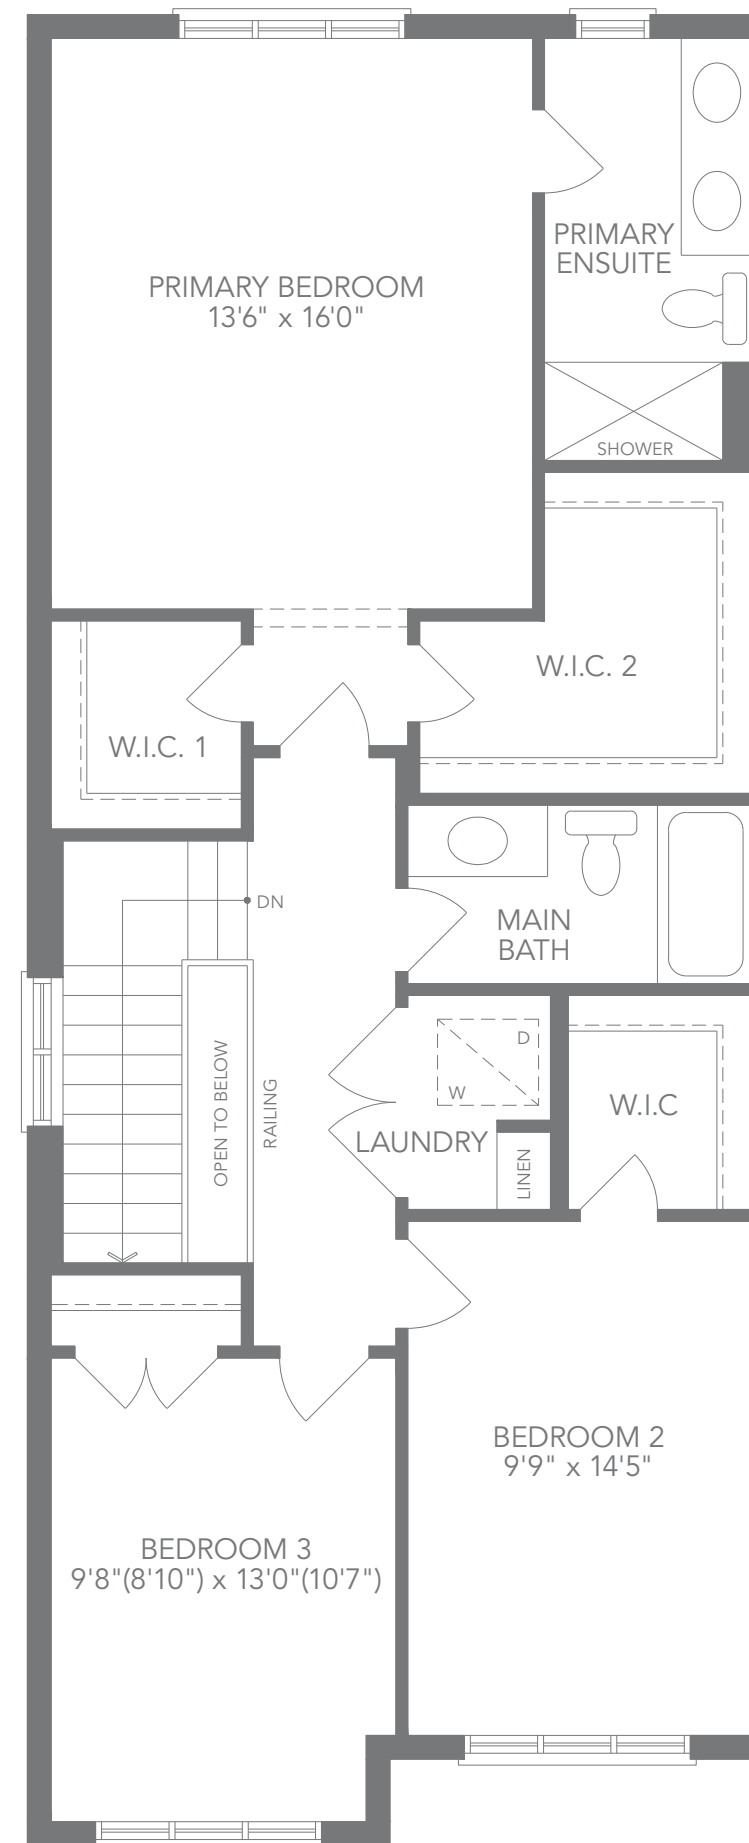 PRIMARY BEDROOM
13'6" x 16'0"
PRIMARY
ENSUITE
SHOWER
W.I.C. 2
W.I.C. 1
DN
MAIN
BATH
OPEN TO BELOW
RAILING
D
W
LAUNDRY
LINEN
W.I.C
BEDROOM 2
9'9" x 14'5"
BEDROOM 3
9'8"(8'10") x 13'0"(10'7")